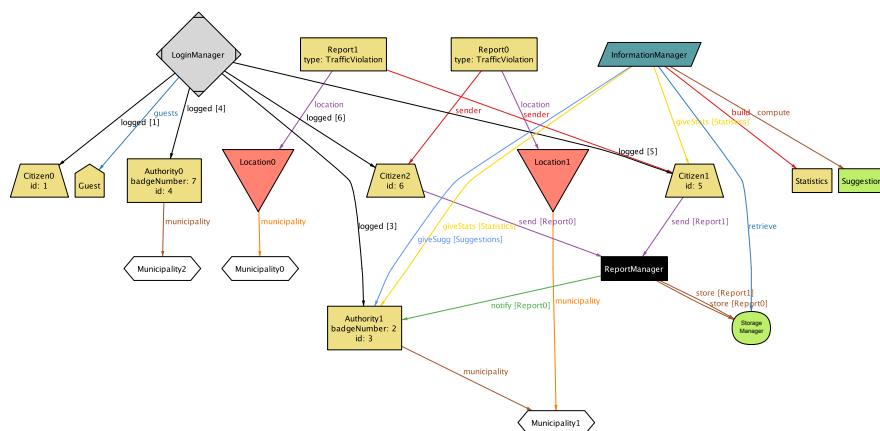 LoginManager
Report1
type: TrafficViolation
Report0
type: TrafficViolation
InformationManager
logged [1]
guests
logged [4]
location
logged [6]
sender
location
sender
giveStats [Statistics]
build
compute
logged [5]
Citizen0
id: 1
Guest
Authority0
badgeNumber: 7
id: 4
Location0
Citizen2
id: 6
Location1
Citizen1
id: 5
Statistics
Suggestion
municipality
municipality
logged [3]
giveStats [Statistics]
giveSugg [Suggestions]
send [Report0]
send [Report1]
retrieve
Municipality2
Municipality0
ReportManager
store [Report1]
store [Report0]
notify [Report0]
municipality
Authority1
badgeNumber: 2
id: 3
Storage
Manager
municipality
Municipality1